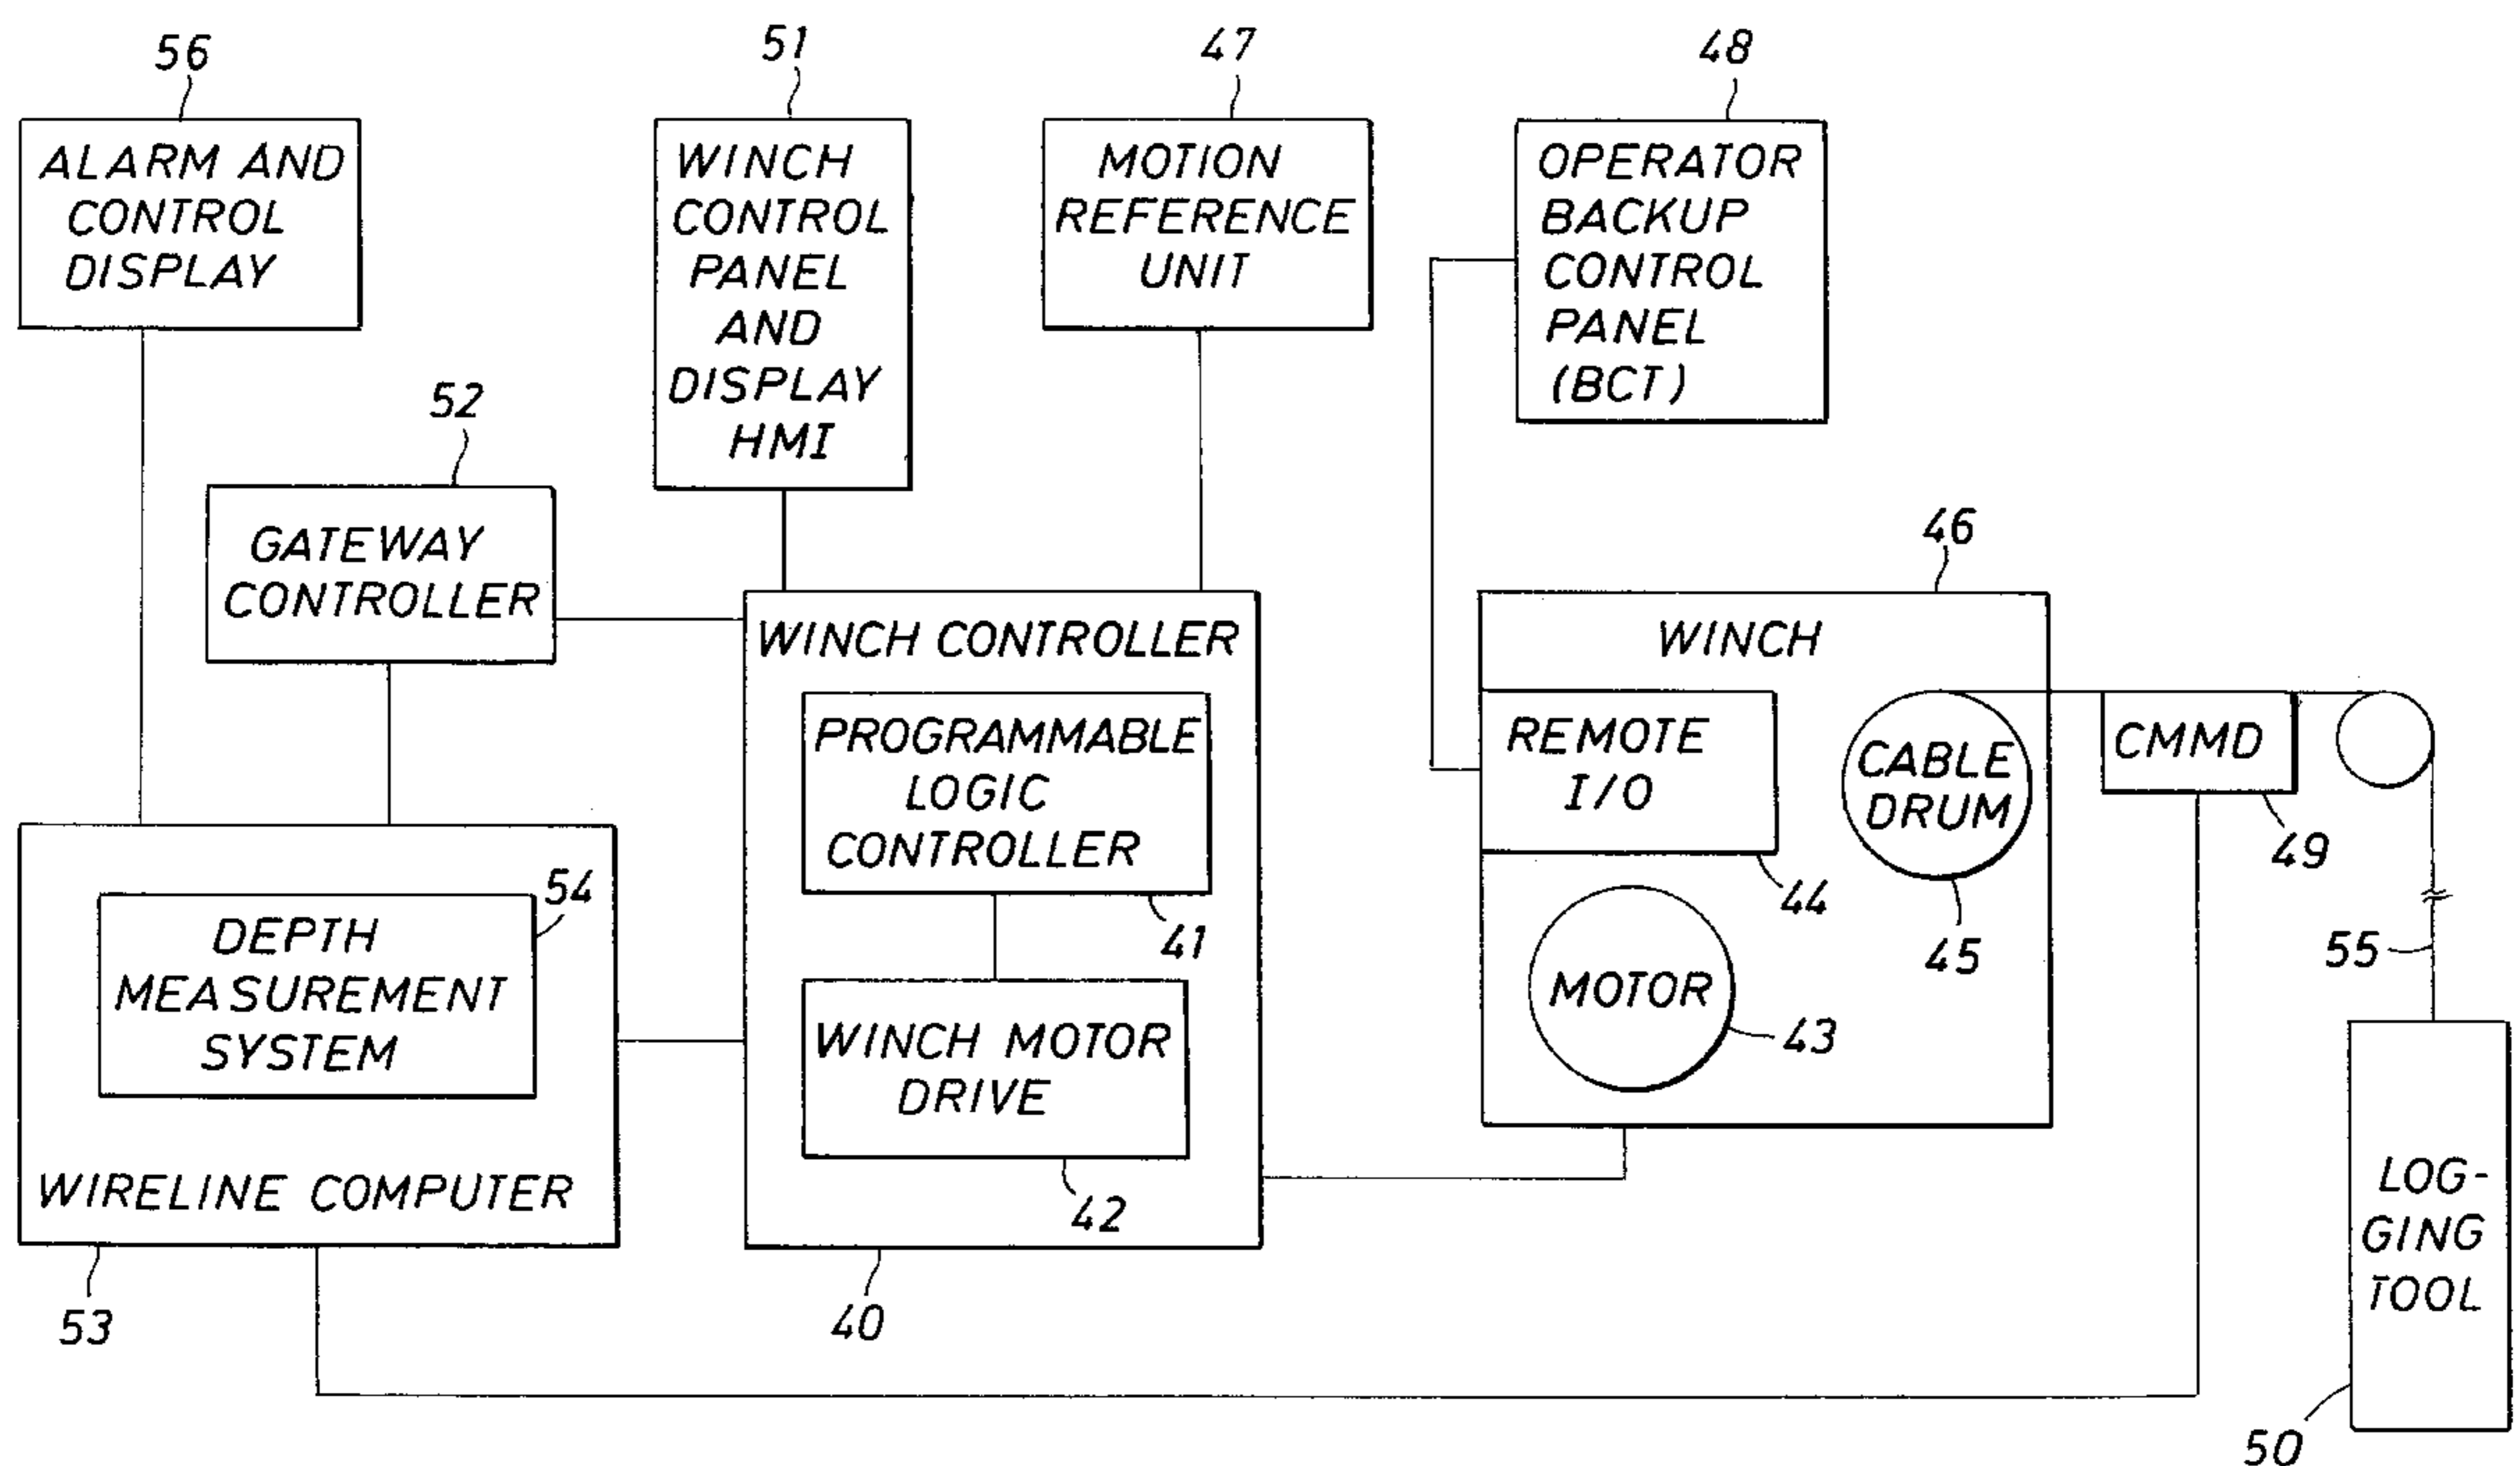 56
51
47
48
ALARM AND
CONTROL
DISPLAY
WINCH
CONTROL
PANEL
AND
DISPLAY
HMI
MOTION
REFERENCE
UNIT
OPERATOR
BACKUP
CONTROL
PANEL
(BCT)
52
GATEWAY
CONTROLLER
46
WINCH CONTROLLER
PROGRAMMABLE
LOGIC
CONTROLLER
41
WINCH MOTOR
DRIVE
42
40
WINCH
REMOTE
I/O
44
CABLE
DRUM
45
MOTOR
43
CMMD
49
55
54
DEPTH
MEASUREMENT
SYSTEM
WIRELINE COMPUTER
53
LOG-
GING
TOOL
50